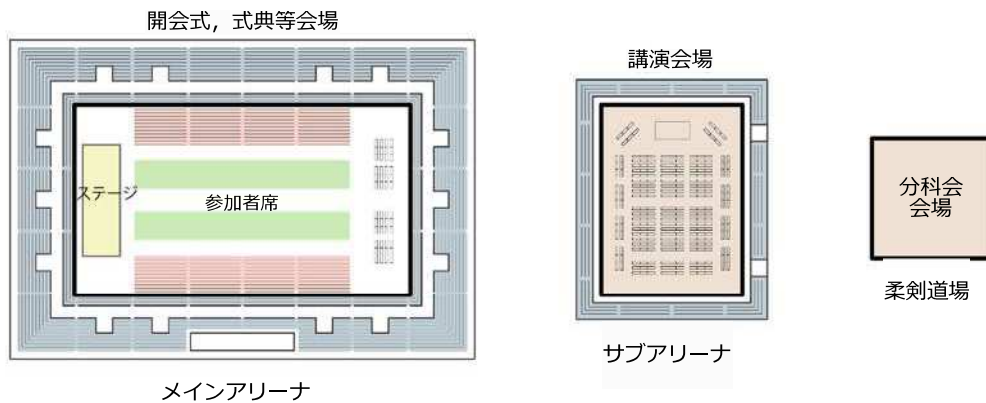 開会式，式典等会場
ステージ
参加者席
メインアリーナ
講演会場
サブアリーナ
分科会
会場
柔剣道場